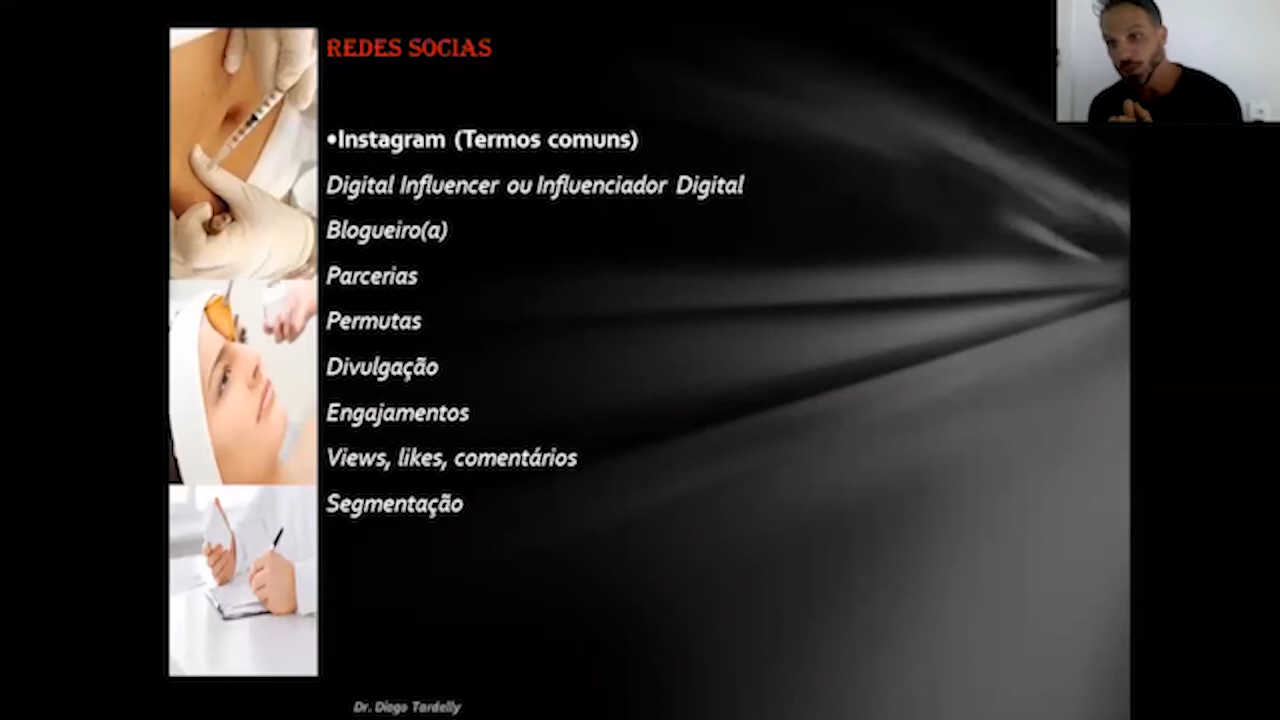 REDES SOCIAS
•Instagram (Termos comuns)
Digital Influencer ou Influenciador Digital
Blogueiro(a)
Parcerias
Permutas
Divulgação
Engajamentos
Views, likes, comentários
Segmentação
Dr. Diogo Tardelly